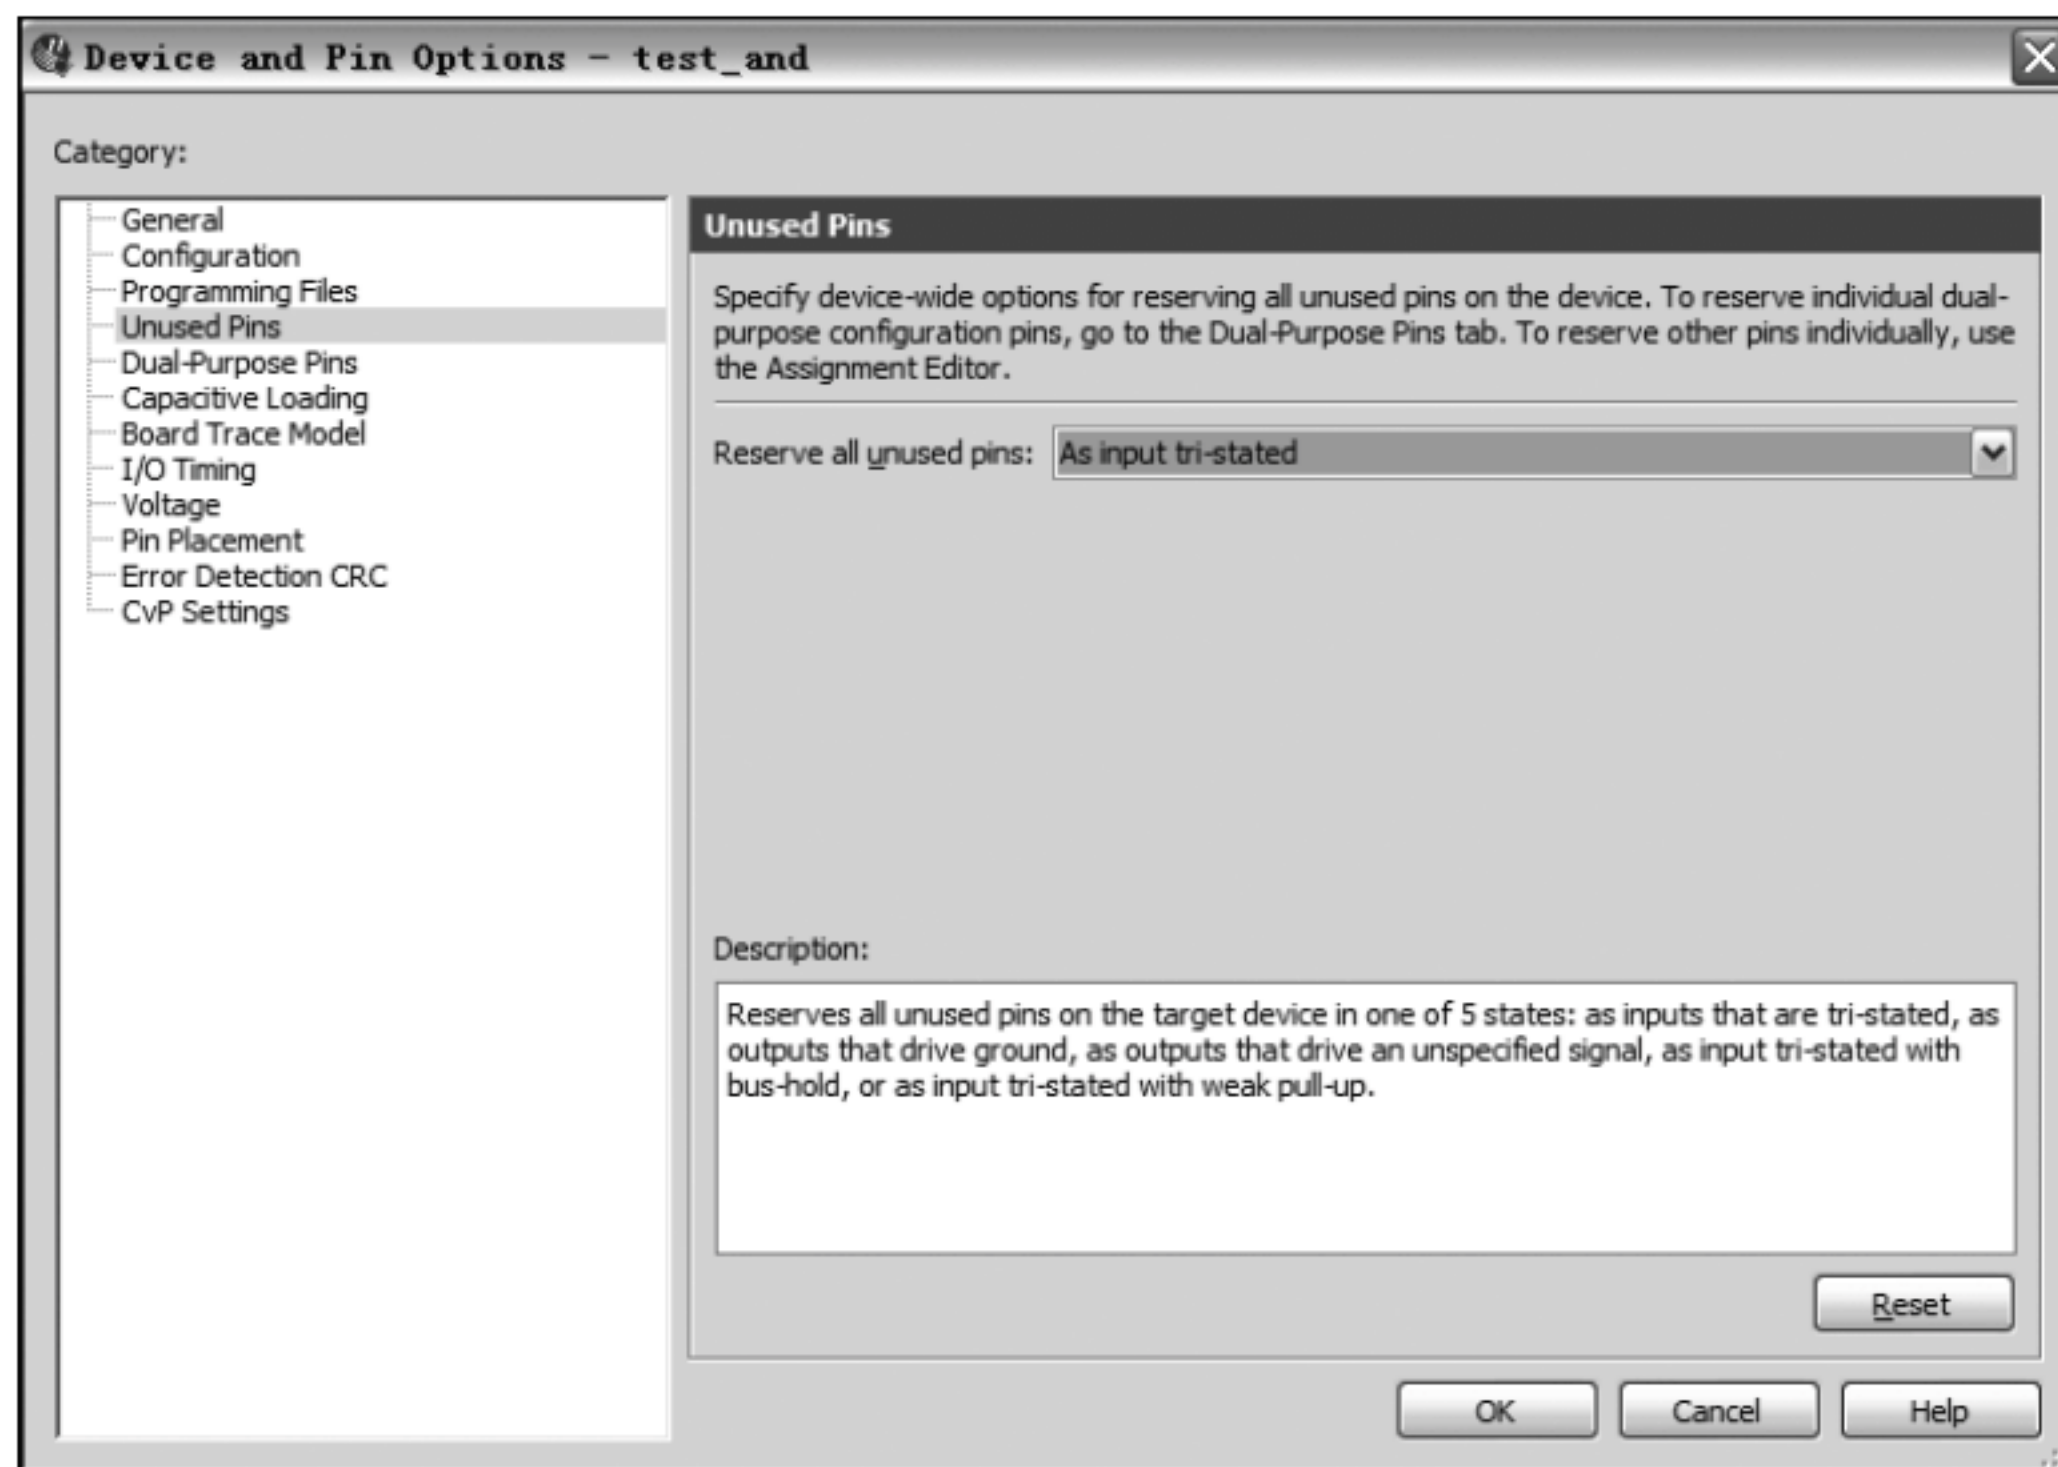 Device and Pin Options - test_and
Category:
General
Configuration
Programming Files
Unused Pins
Dual-Purpose Pins
Capacitive Loading
Board Trace Model
I/O Timing
Voltage
Pin Placement
Error Detection CRC
CvP Settings
Unused Pins
Specify device-wide options for reserving all unused pins on the device. To reserve individual dual-
purpose configuration pins, go to the Dual-Purpose Pins tab. To reserve other pins individually, use
the Assignment Editor.
Reserve all unused pins: As input tri-stated
Description:
Reserves all unused pins on the target device in one of 5 states: as inputs that are tri-stated, as
outputs that drive ground, as outputs that drive an unspecified signal, as input tri-stated with
bus-hold, or as input tri-stated with weak pull-up.
Reset
OK Cancel Help